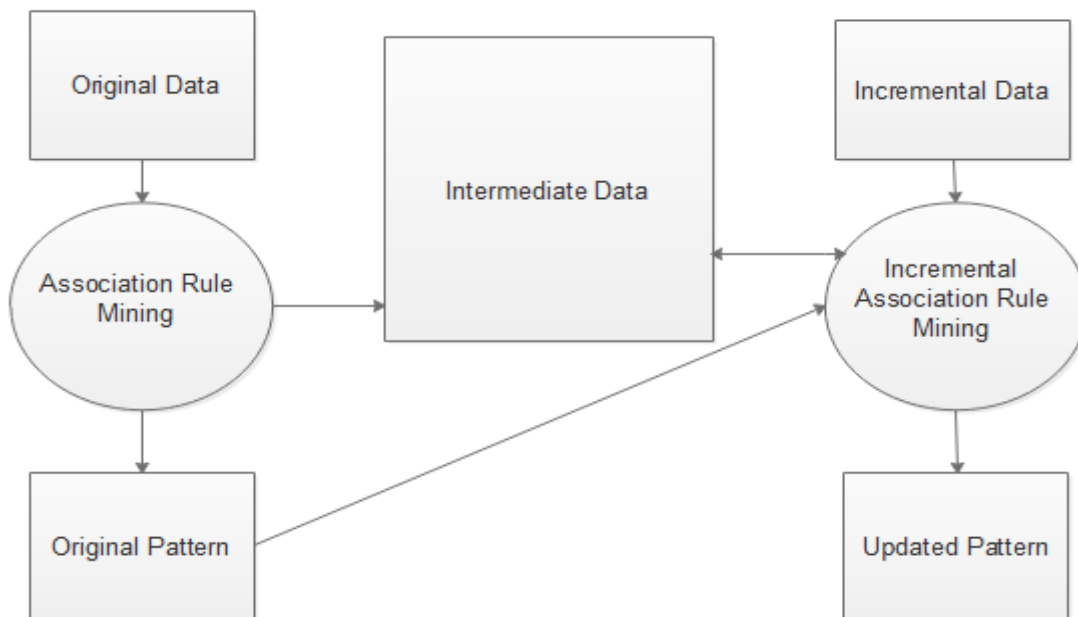 Original Data
Intermediate Data
Incremental Data
Association Rule
Mining
Incremental
Association Rule
Mining
Original Pattern
Updated Pattern